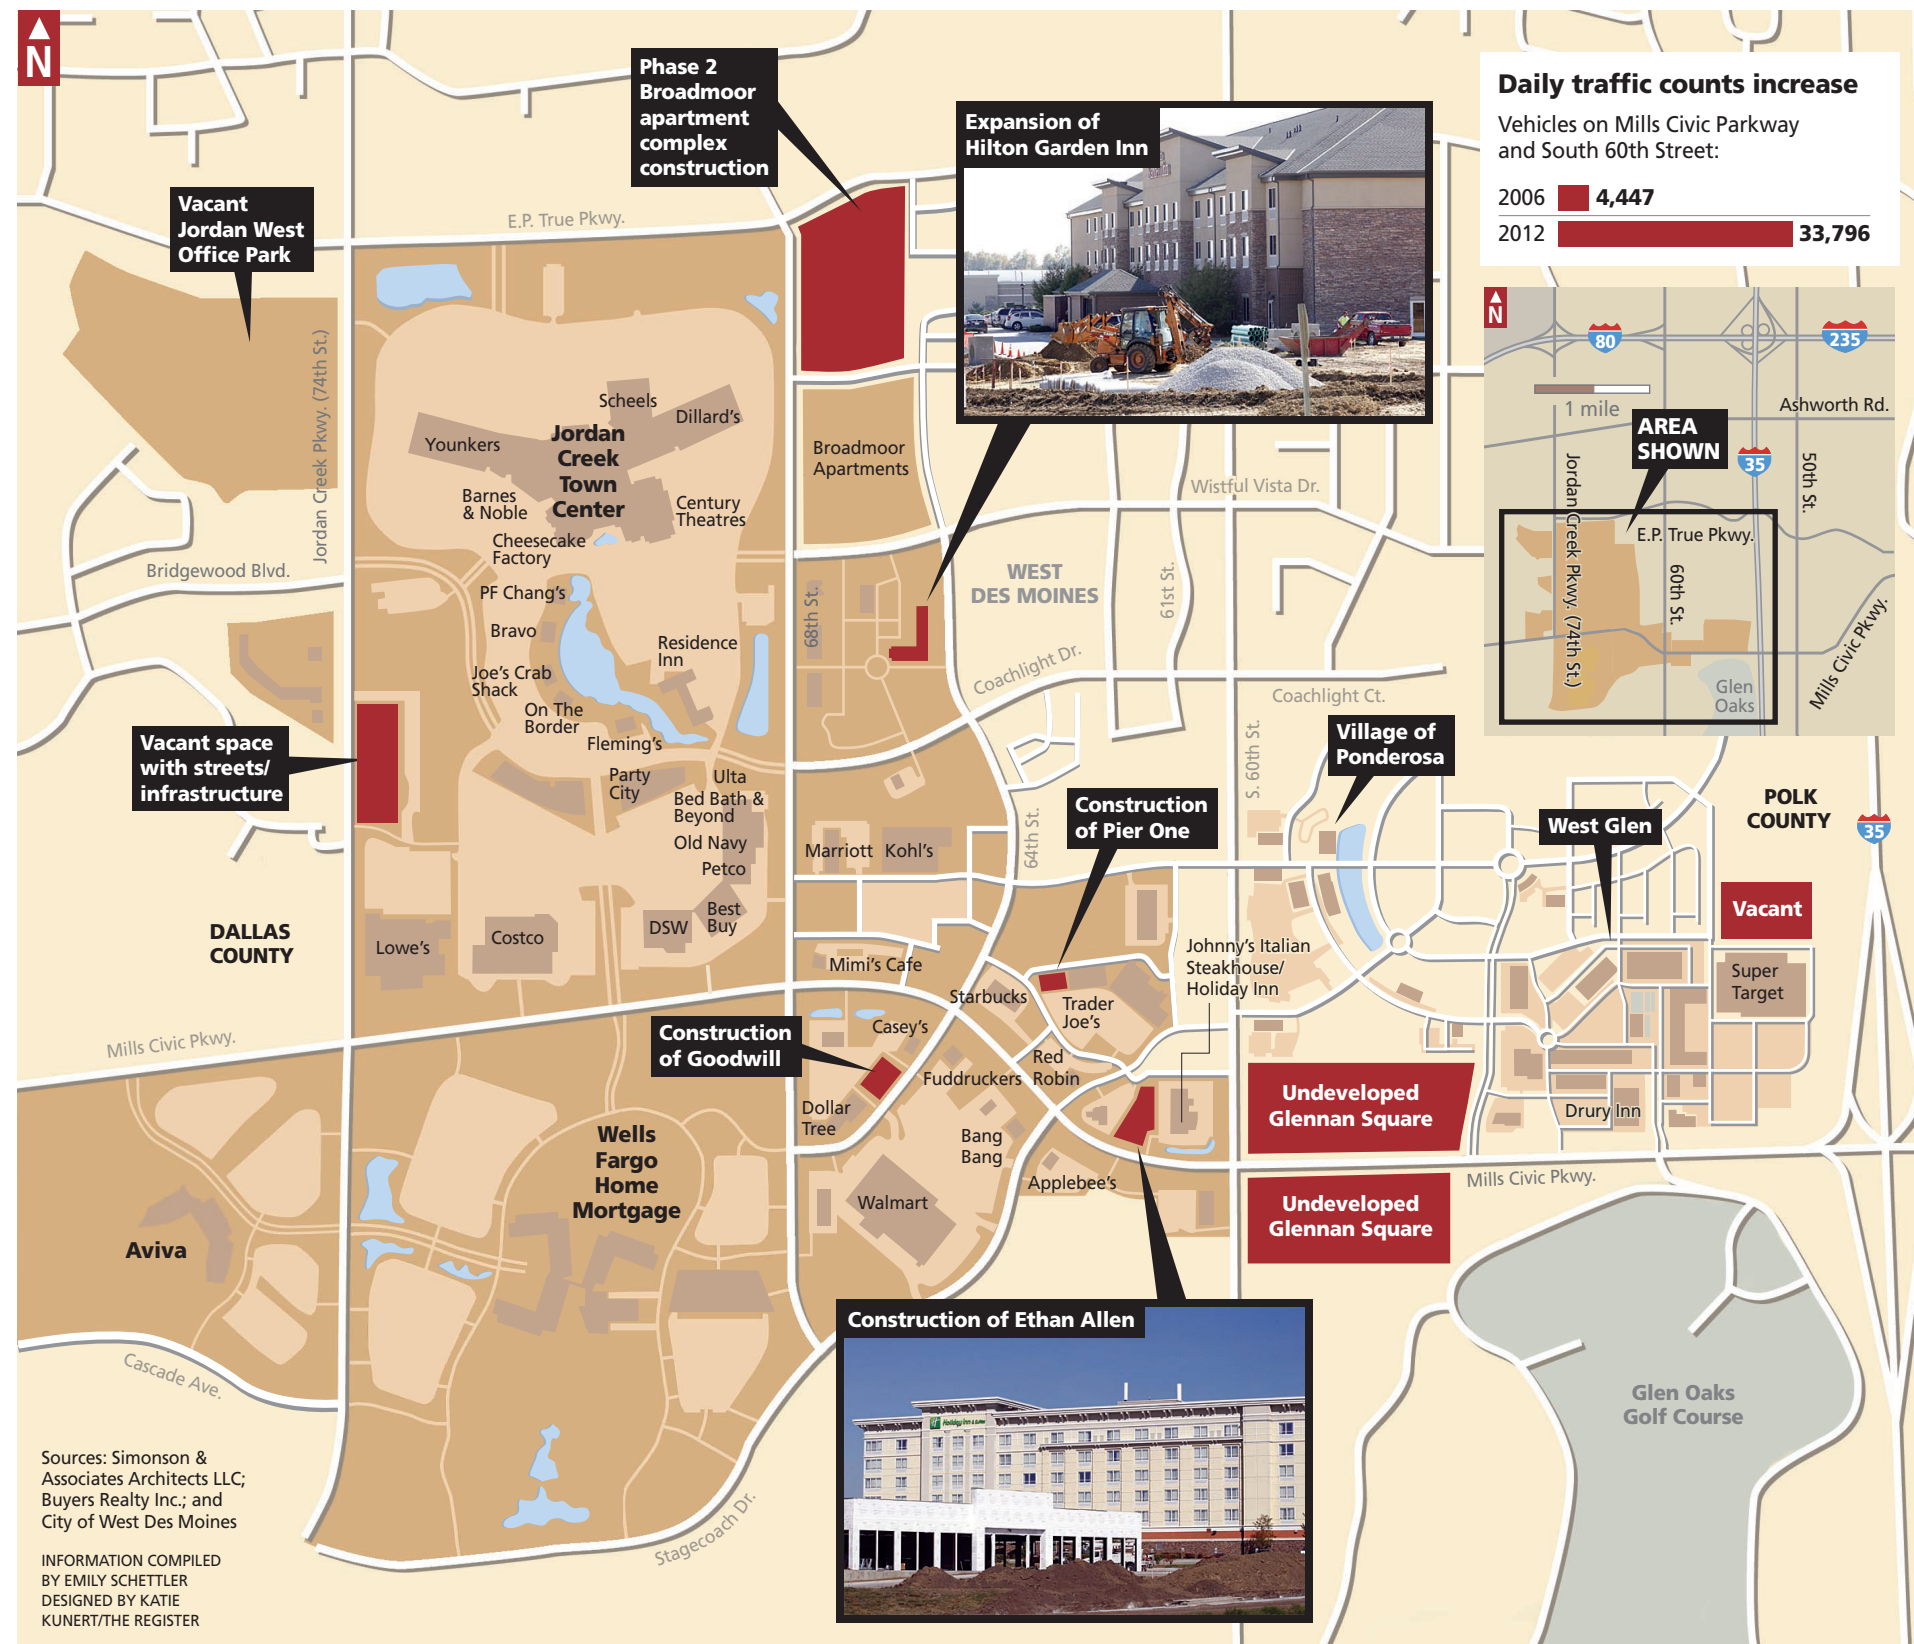 N
Phase 2
Broadmoor
apartment
complex
construction
Expansion of
Hilton Garden Inn
Daily traffic counts increase
Vehicles on Mills Civic Parkway
and South 60th Street:
2006 4,447
2012 33,796
Vacant
Jordan West
Office Park
E.P. True Pkwy.
Jordan Creek Pkwy. (74th St.)
N
80
235
1 mile
Ashworth Rd.
AREA
SHOWN
35
50th St.
Jordan Creek Pkwy. (74th St.)
E.P. True Pkwy.
60th St.
Mills Civic Pkwy.
Glen
Oaks
Scheels
Dillard's
Younkers
Jordan
Creek
Town
Center
Barnes
& Noble
Century
Theatres
Cheesecake
Factory
PF Chang's
Bravo
Joe's Crab
Shack
On The
Border
Fleming's
Residence
Inn
Party
City
Ulta
Bed Bath &
Beyond
Old Navy
Petco
Best
Buy
DSW
Costco
Lowe's
Broadmoor
Apartments
Wistful Vista Dr.
WEST
DES MOINES
61st St.
68th St.
Coachlight Dr.
Coachlight Ct.
S. 60th St.
64th St.
Bridgewood Blvd.
Vacant space
with streets/
infrastructure
DALLAS
COUNTY
Marriott
Kohl's
Construction
of Pier One
Village of
Ponderosa
West Glen
POLK
COUNTY
35
Vacant
Super
Target
Mimi's Cafe
Starbucks
Trader
Joe's
Johnny's Italian
Steakhouse/
Holiday Inn
Mills Civic Pkwy.
Construction
of Goodwill
Casey's
Fuddruckers
Red
Robin
Dollar
Tree
Bang
Bang
Applebee's
Walmart
Undeveloped
Glennan Square
Drury Inn
Mills Civic Pkwy.
Undeveloped
Glennan Square
Wells
Fargo
Home
Mortgage
Aviva
Cascade Ave.
Stagecoach Dr.
Construction of Ethan Allen
Holiday Inn & Suites
Glen Oaks
Golf Course
Sources: Simonson &
Associates Architects LLC;
Buyers Realty Inc.; and
City of West Des Moines
INFORMATION COMPILED
BY EMILY SCHETTLER
DESIGNED BY KATIE
KUNERT/THE REGISTER